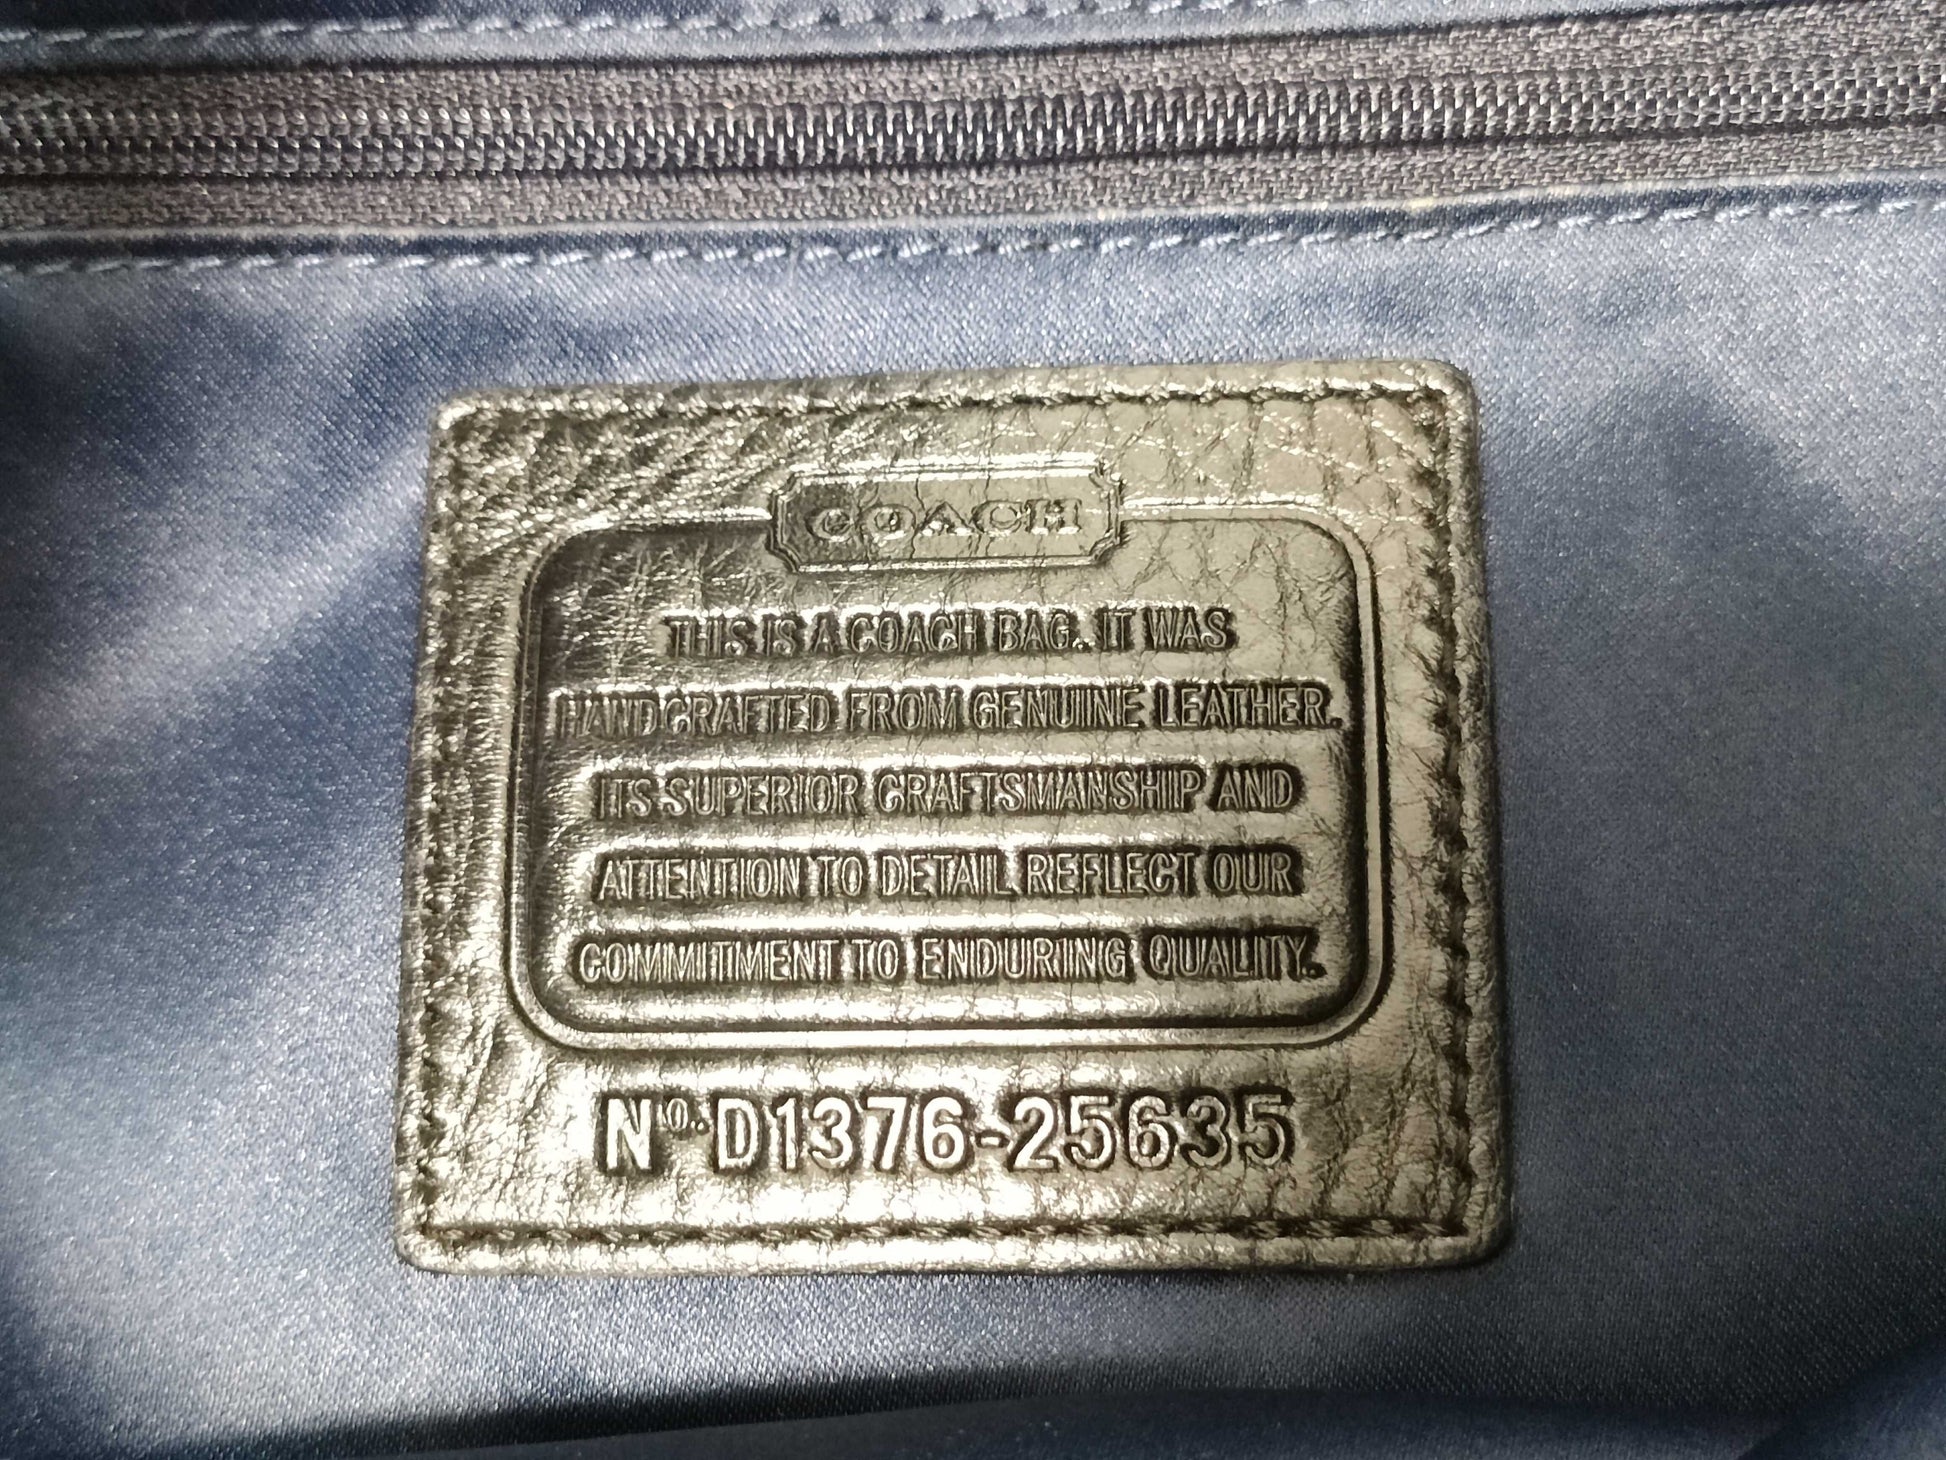 COACH
THIS IS A COACH BAG. IT WAS
HANDCRAFTED FROM GENUINE LEATHER.
ITS SUPERIOR CRAFTSMANSHIP AND
ATTENTION TO DETAIL REFLECT OUR
COMMITMENT TO ENDURING QUALITY.
Nº. D1376-25635